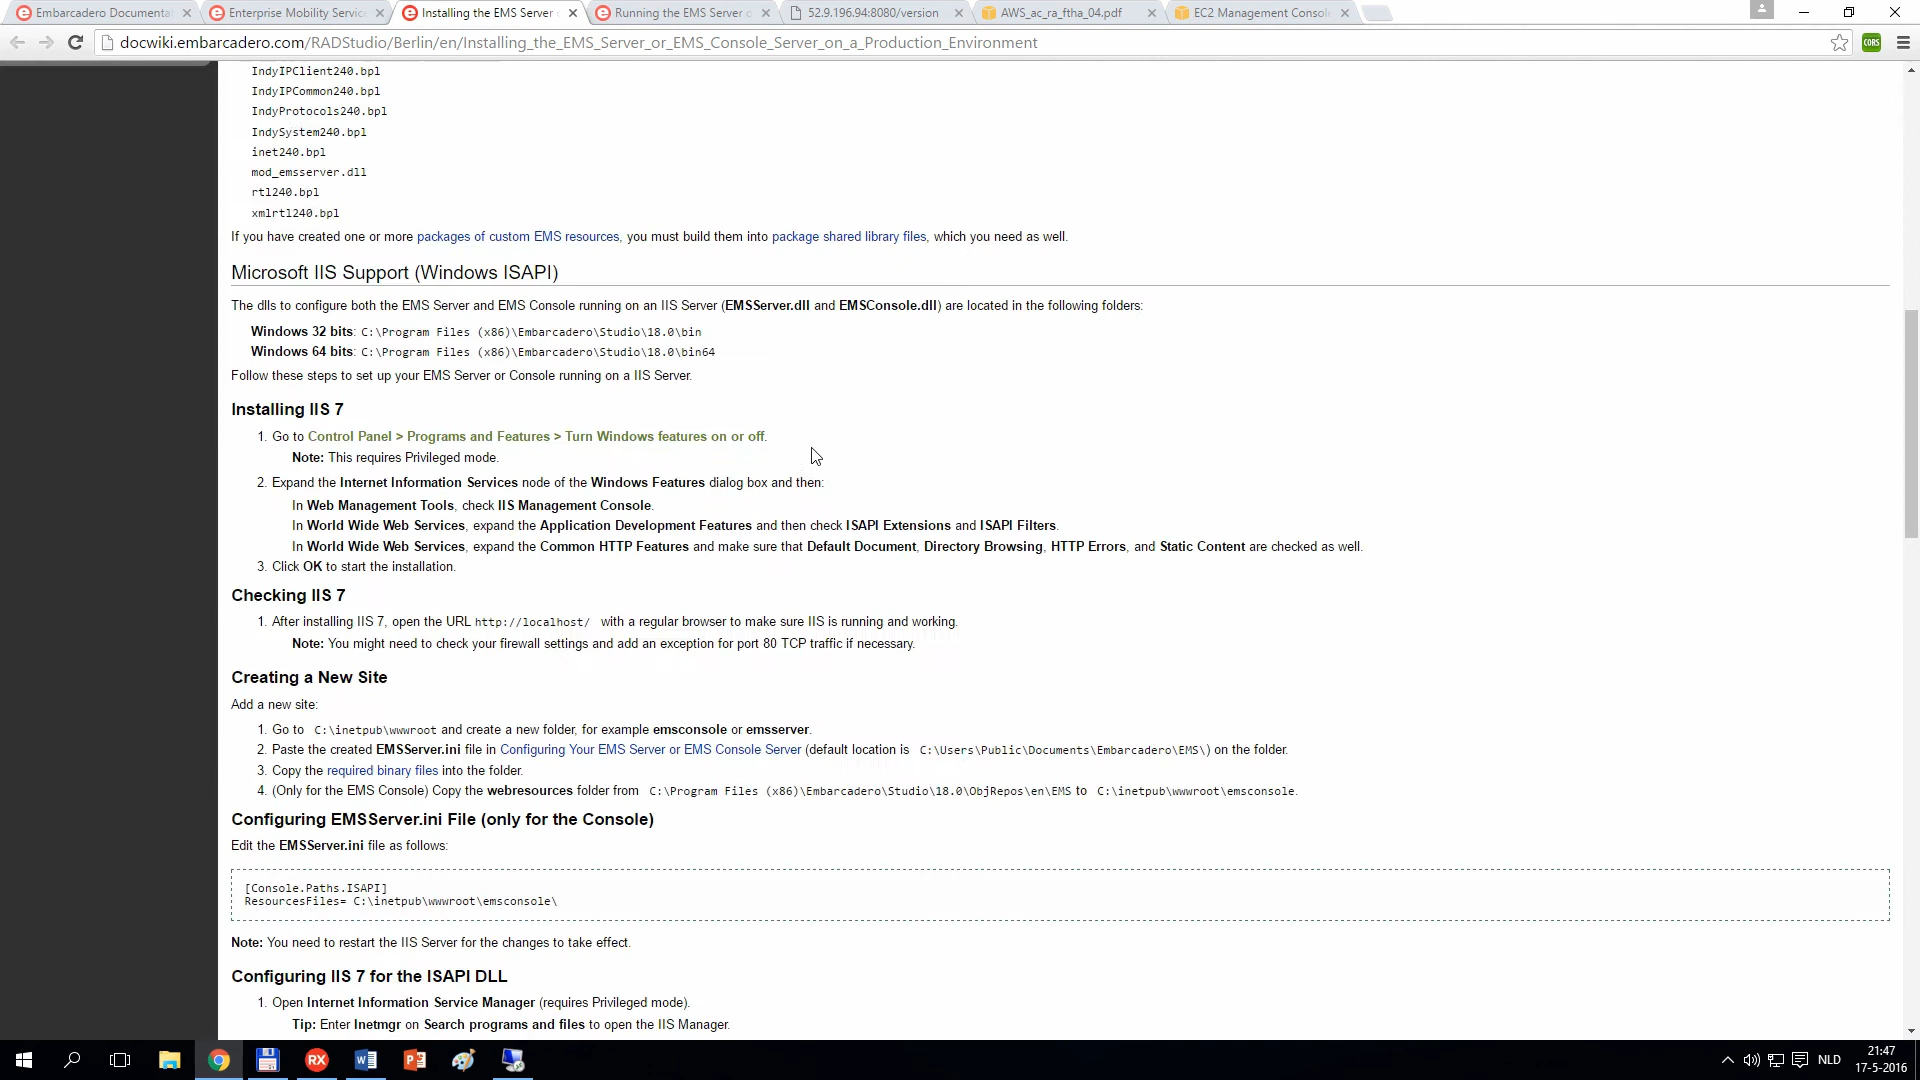 Embarcadero Documenta
Enterprise Mobility Servic
Installing the EMS Server
Running the EMS Server o
52.9.196.94:8080/version
AWS_ac_ra_ftha_04.pdf
EC2 Management Consol
docwiki.embarcadero.com/RADStudio/Berlin/en/Installing_the_EMS_Server_or_EMS_Console_Server_on_a_Production_Environment
CORS
IndyIPClient240.bpl
IndyIPCommon240.bpl
IndyProtocols240.bpl
IndySystem240.bpl
inet240.bpl
mod_emsserver.dll
rtl240.bpl
xmlrtl240.bpl
If you have created one or more packages of custom EMS resources, you must build them into package shared library files, which you need as well.
Microsoft IIS Support (Windows ISAPI)
The dlls to configure both the EMS Server and EMS Console running on an IIS Server (EMSServer.dll and EMSConsole.dll) are located in the following folders:
Windows 32 bits: C:\Program Files (x86)\Embarcadero\Studio\18.0\bin
Windows 64 bits: C:\Program Files (x86)\Embarcadero\Studio\18.0\bin64
Follow these steps to set up your EMS Server or Console running on a IIS Server.
Installing IIS 7
1. Go to Control Panel > Programs and Features > Turn Windows features on or off.
Note: This requires Privileged mode.
2. Expand the Internet Information Services node of the Windows Features dialog box and then:
In Web Management Tools, check IIS Management Console.
In World Wide Web Services, expand the Application Development Features and then check ISAPI Extensions and ISAPI Filters.
In World Wide Web Services, expand the Common HTTP Features and make sure that Default Document, Directory Browsing, HTTP Errors, and Static Content are checked as well.
3. Click OK to start the installation.
Checking IIS 7
1. After installing IIS 7, open the URL http://localhost/ with a regular browser to make sure IIS is running and working.
Note: You might need to check your firewall settings and add an exception for port 80 TCP traffic if necessary.
Creating a New Site
Add a new site:
1. Go to C:\inetpub\wwwroot and create a new folder, for example emsconsole or emsserver.
2. Paste the created EMSServer.ini file in Configuring Your EMS Server or EMS Console Server (default location is C:\Users\Public\Documents\Embarcadero\EMS\) on the folder.
3. Copy the required binary files into the folder.
4. (Only for the EMS Console) Copy the webresources folder from C:\Program Files (x86)\Embarcadero\Studio\18.0\ObjRepos\en\EMS to C:\inetpub\wwwroot\emsconsole.
Configuring EMSServer.ini File (only for the Console)
Edit the EMSServer.ini file as follows:
[Console.Paths.ISAPI]
ResourcesFiles= C:\inetpub\wwwroot\emsconsole\
Note: You need to restart the IIS Server for the changes to take effect.
Configuring IIS 7 for the ISAPI DLL
1. Open Internet Information Service Manager (requires Privileged mode).
Tip: Enter Inetmgr on Search programs and files to open the IIS Manager.
RX
NLD
21:47
17-5-2016